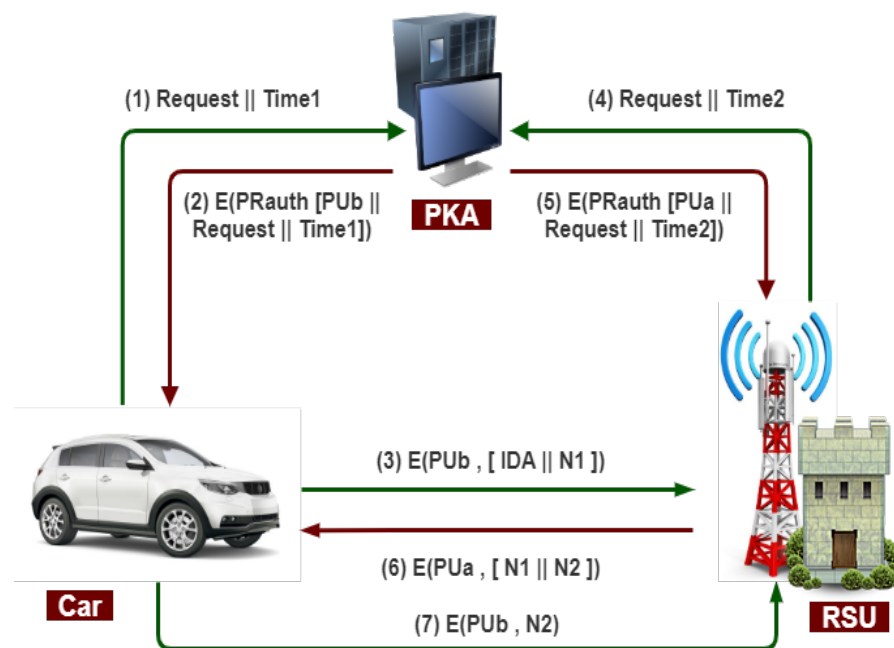 (1) Request || Time1
(4) Request || Time2
(2) E(PRauth [PUb ||
Request || Time1])
PKA
(5) E(PRauth [PUa ||
Request || Time2])
(3) E(PUb , [ IDA || N1 ])
(6) E(PUa , [ N1 || N2 ])
Car
(7) E(PUb , N2)
RSU